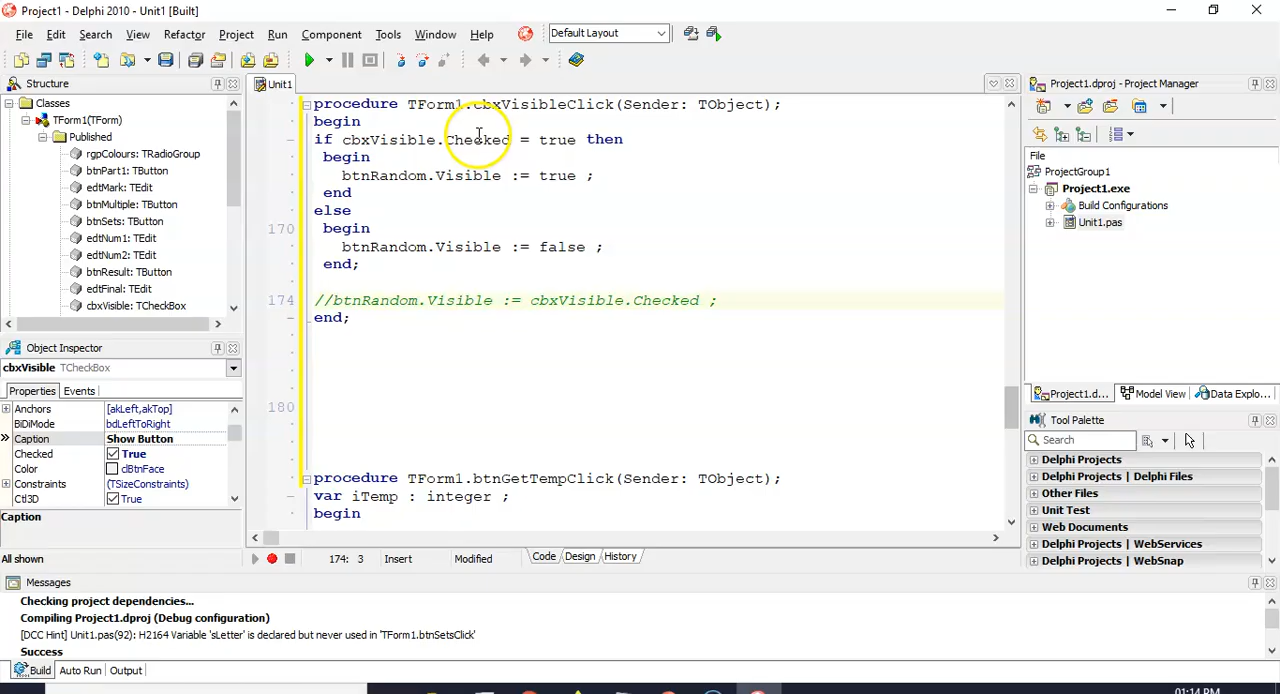 Project1 - Delphi 2010 - Unit1 [Built]
File Edit Search View Refactor Project Run Component Tools Window Help Default Layout
Structure
Classes
TForm1(TForm)
Published
rgpColours: TRadioGroup
btnPart1: TButton
edtMark: TEdit
btnMultiple: TButton
btnSets: TButton
edtNum1: TEdit
edtNum2: TEdit
btnResult: TButton
edtFinal: TEdit
cbxVisible: TCheckBox
Object Inspector
cbxVisible TCheckBox
Properties Events
Anchors [akLeft,akTop]
BiDiMode bdLeftToRight
Caption Show Button
Checked True
Color clBtnFace
Constraints (TSizeConstraints)
Ctl3D True
Caption
All shown
Unit1
procedure TForm1.cbxVisibleClick(Sender: TObject);
begin
if cbxVisible.Checked = true then
begin
btnRandom.Visible := true ;
end
else
170 begin
btnRandom.Visible := false ;
end;
174 //btnRandom.Visible := cbxVisible.Checked ;
end;
180
procedure TForm1.btnGetTempClick(Sender: TObject);
var iTemp : integer ;
begin
174: 3 Insert Modified Code Design History
Project1.dproj - Project Manager
File
ProjectGroup1
Project1.exe
Build Configurations
Unit1.pas
Project1.d... Model View Data Explo...
Tool Palette
Search
Delphi Projects
Delphi Projects | Delphi Files
Other Files
Unit Test
Web Documents
Delphi Projects | WebServices
Delphi Projects | WebSnap
Messages
Checking project dependencies...
Compiling Project1.dproj (Debug configuration)
[DCC Hint] Unit1.pas(92): H2164 Variable 'sLetter' is declared but never used in 'TForm1.btnSetsClick'
Success
Build Auto Run Output
01:14 PM